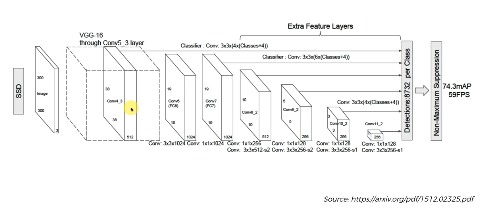 Extra Feature Layers
VGG-16
through Conv5_3 layer
Classifier : Conv: 3x3x(4x(Classes+4))
Classifier : Conv: 3x3x(6x(Classes+4))
SSD
300
Image
300
3
38
Conv4_3
38
512
19
Conv6
(FC6)
19
1024
19
Conv7
(FC7)
19
1024
10
Conv8_2
10
512
5
Conv9_2
5
256
3
Conv10_2
3
256
Conv11_2
256
Conv: 3x3x(4x(Classes+4))
Detections:8732 per Class
Non-Maximum Suppression
74.3mAP
59FPS
Conv: 3x3x1024
Conv: 1x1x1024
Conv: 1x1x256
Conv: 3x3x512-s2
Conv: 1x1x128
Conv: 3x3x256-s2
Conv: 1x1x128
Conv: 3x3x256-s1
Conv: 1x1x128
Conv: 3x3x256-s1
Source: https://arxiv.org/pdf/1512.02325.pdf